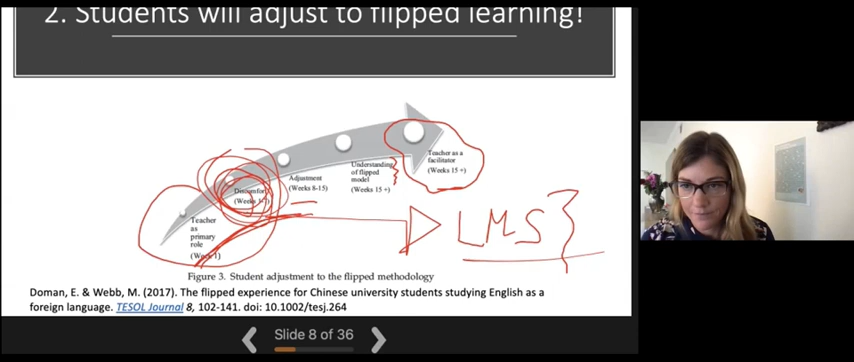 2. Students will adjust to flipped learning!
Teacher
as
primary
role
(Week 1)
Discomfort
(Weeks
Adjustment
(Weeks 8-15)
Understanding
of flipped
model
(Weeks 15 +)
Teacher as a
facilitator
(Weeks 15 +)
LMS
Figure 3. Student adjustment to the flipped methodology
Doman, E. & Webb, M. (2017). The flipped experience for Chinese university students studying English as a
foreign language. TESOL Journal 8, 102-141. doi: 10.1002/tesj.264
Slide 8 of 36